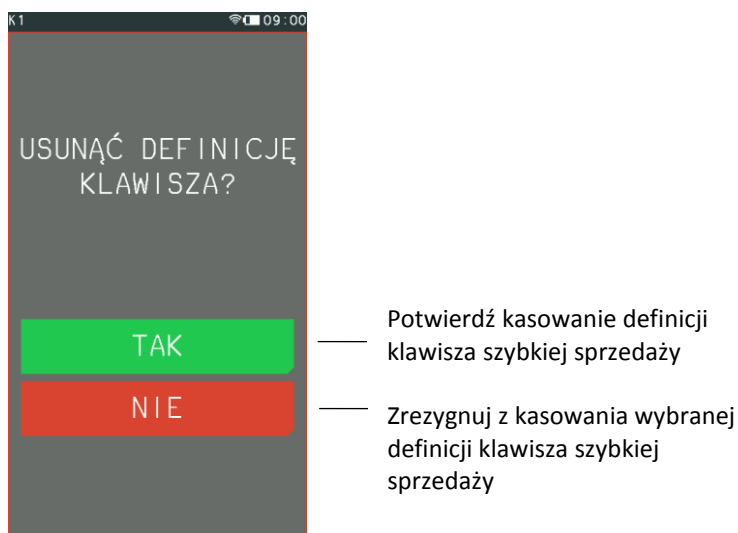 K1 09:00
USUNĄĆ DEFINICJĘ
KLAWISZA?
TAK
Potwierdź kasowanie definicji
klawisza szybkiej sprzedaży
NIE
Zrezygnuj z kasowania wybranej
definicji klawisza szybkiej
sprzedaży